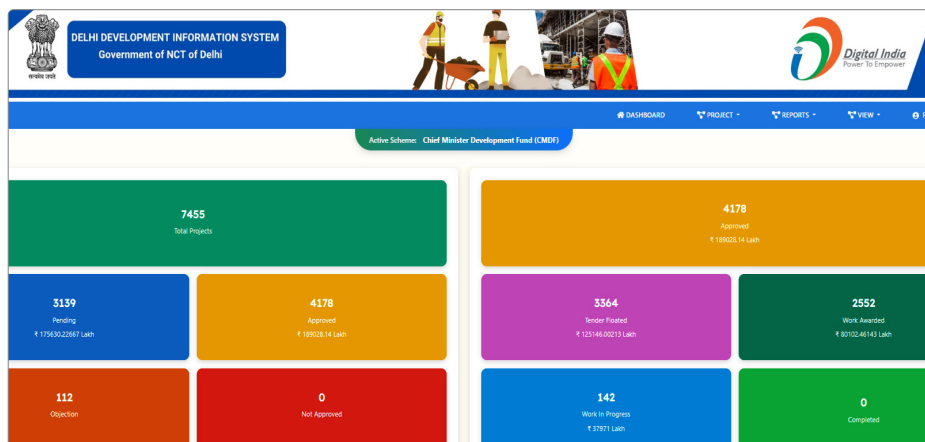 DELHI DEVELOPMENT INFORMATION SYSTEM
Government of NCT of Delhi
सत्यमेव जयते
Digital India
Power To Empower
DASHBOARD
PROJECT
REPORTS
VIEW
Active Scheme: Chief Minister Development Fund (CMDF)
7455
Total Projects
4178
Approved
₹ 189028.14 Lakh
3139
Pending
₹ 175630.22667 Lakh
4178
Approved
₹ 189028.14 Lakh
3364
Tender Floated
₹ 125146.00213 Lakh
2552
Work Awarded
₹ 80102.46143 Lakh
112
Objection
0
Not Approved
142
Work In Progress
₹ 37971 Lakh
0
Completed